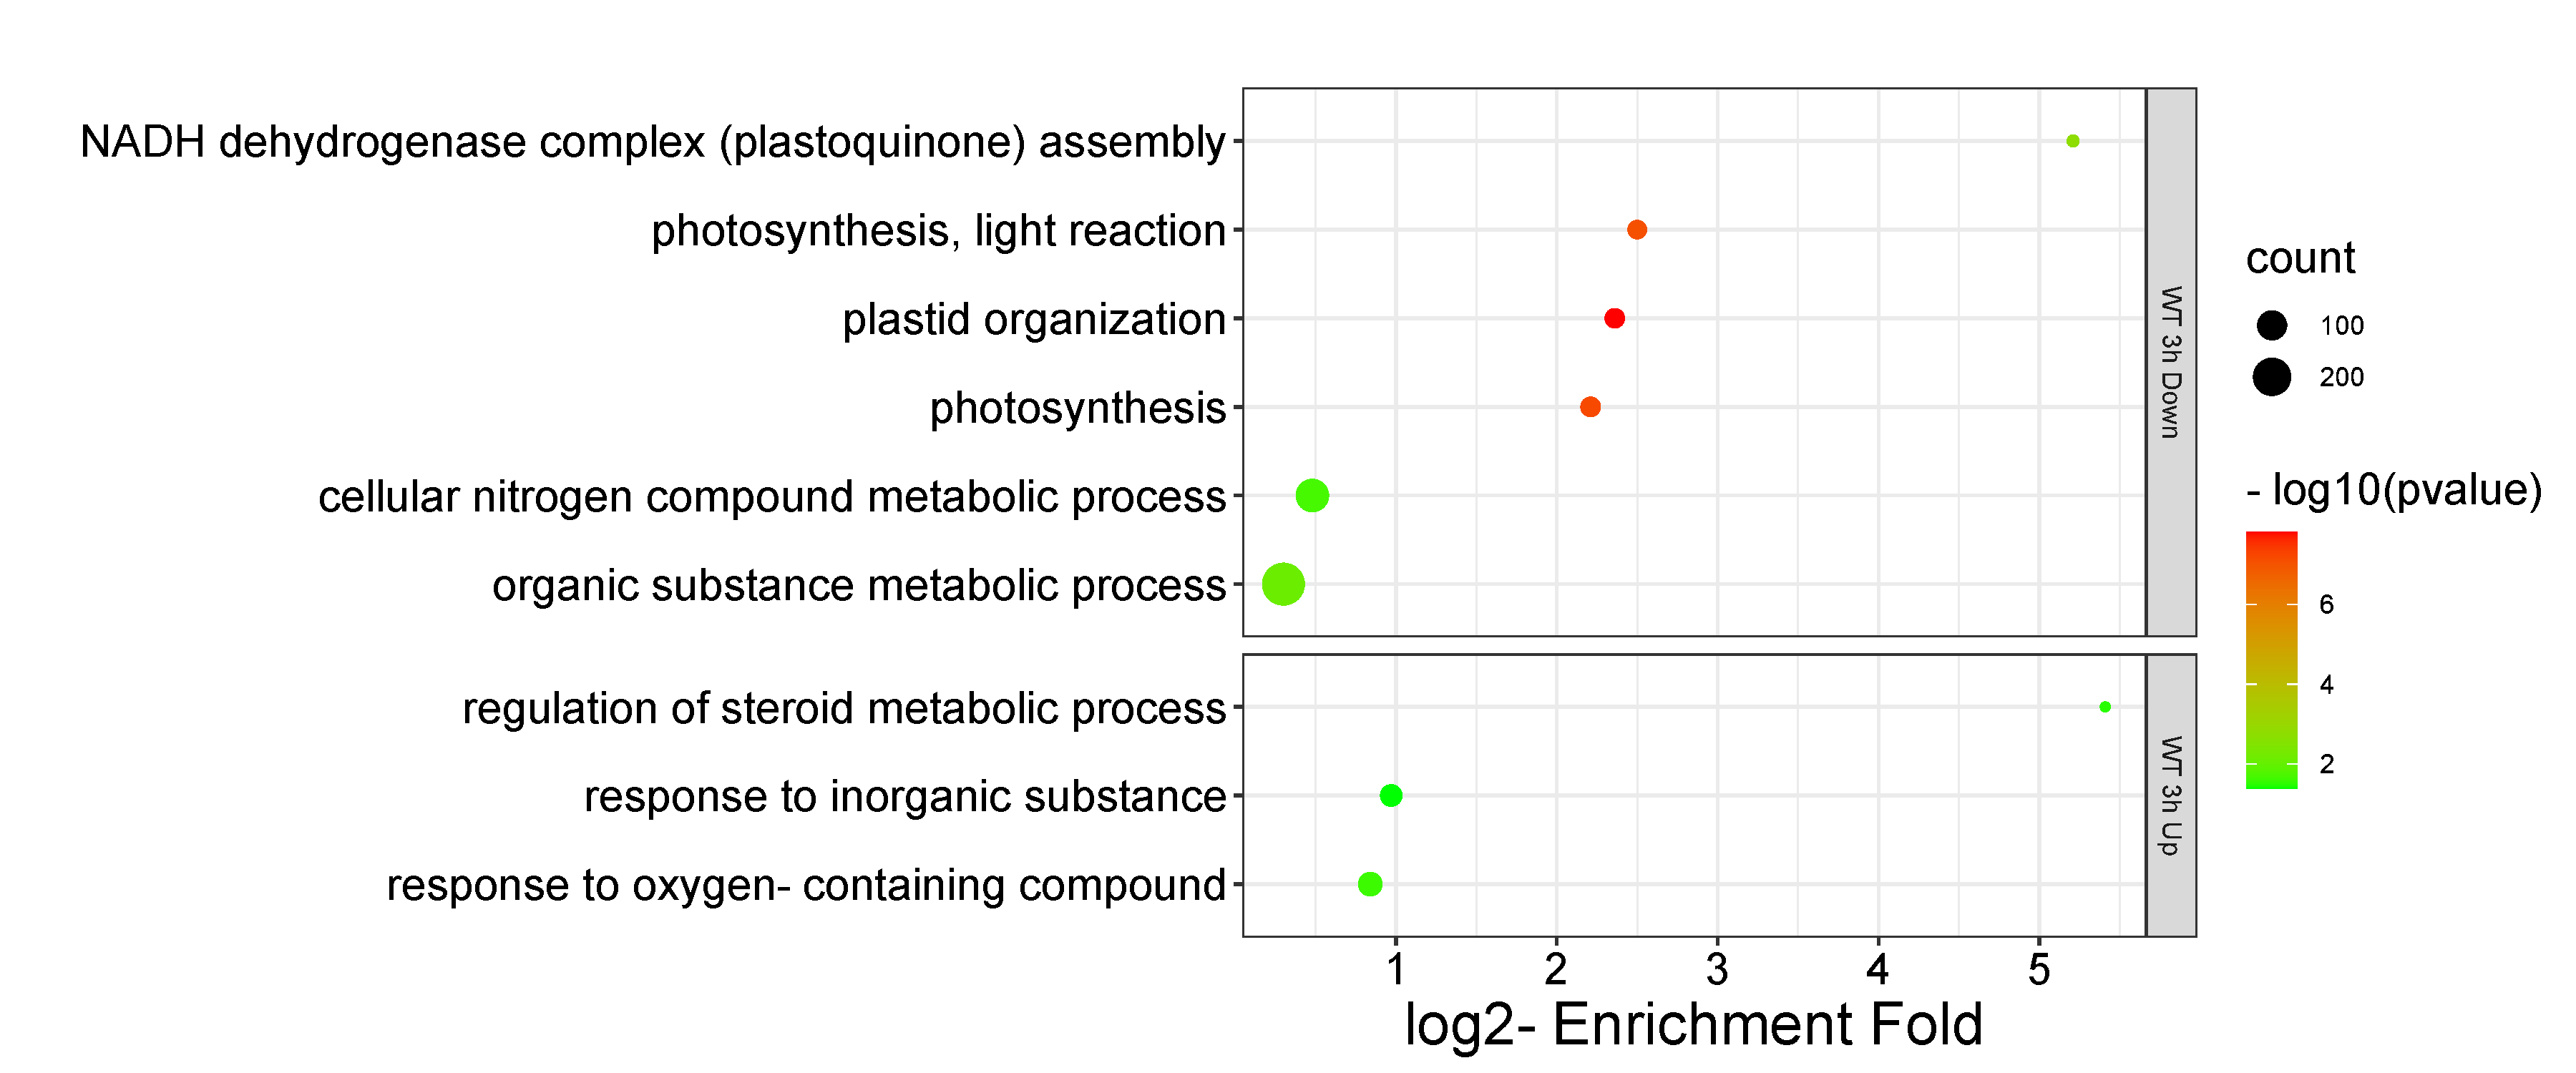 NADH dehydrogenase complex (plastoquinone) assembly
photosynthesis, light reaction
plastid organization
photosynthesis
cellular nitrogen compound metabolic process
organic substance metabolic process
WT 3h Down
regulation of steroid metabolic process
response to inorganic substance
response to oxygen- containing compound
WT 3h Up
1 2 3 4 5
log2- Enrichment Fold
count
100
200
- log10(pvalue)
6
4
2